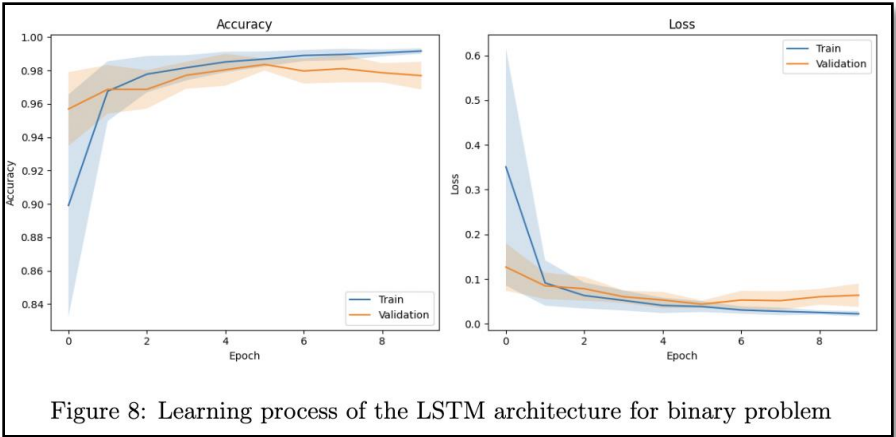 Accuracy
1.00
0.98
0.96
0.94
0.92
0.90
0.88
0.86
0.84
Accuracy
0
2
4
6
8
Epoch
Train
Validation
Loss
0.6
0.5
0.4
0.3
0.2
0.1
0.0
Loss
0
2
4
6
8
Epoch
Train
Validation
Figure 8: Learning process of the LSTM architecture for binary problem